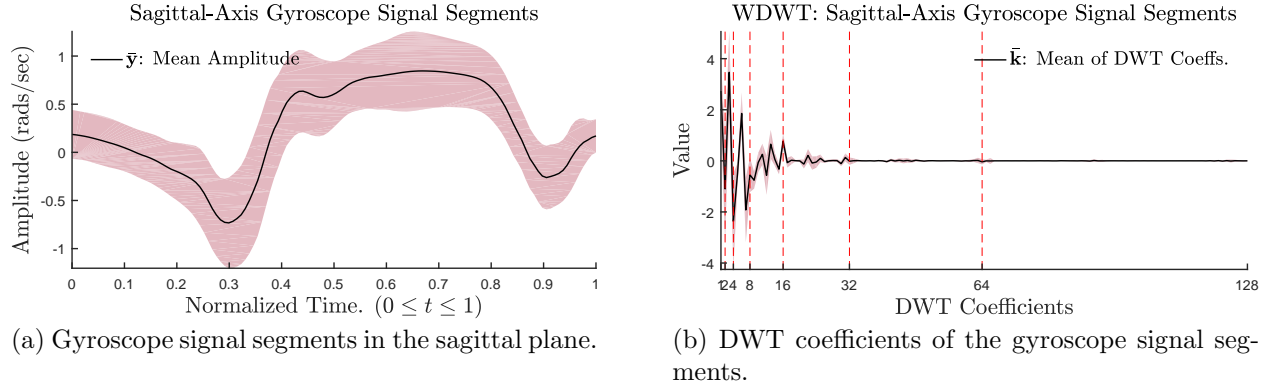 Sagittal-Axis Gyroscope Signal Segments
ȳ: Mean Amplitude
Amplitude (rads/sec)
1
0.5
0
-0.5
-1
0 0.1 0.2 0.3 0.4 0.5 0.6 0.7 0.8 0.9 1
Normalized Time. (0 ≤ t ≤ 1)
(a) Gyroscope signal segments in the sagittal plane.
WDWT: Sagittal-Axis Gyroscope Signal Segments
k̄: Mean of DWT Coeffs.
Value
4
2
0
-2
-4
1 2 4 8 16 32 64 128
DWT Coefficients
(b) DWT coefficients of the gyroscope signal seg-
ments.